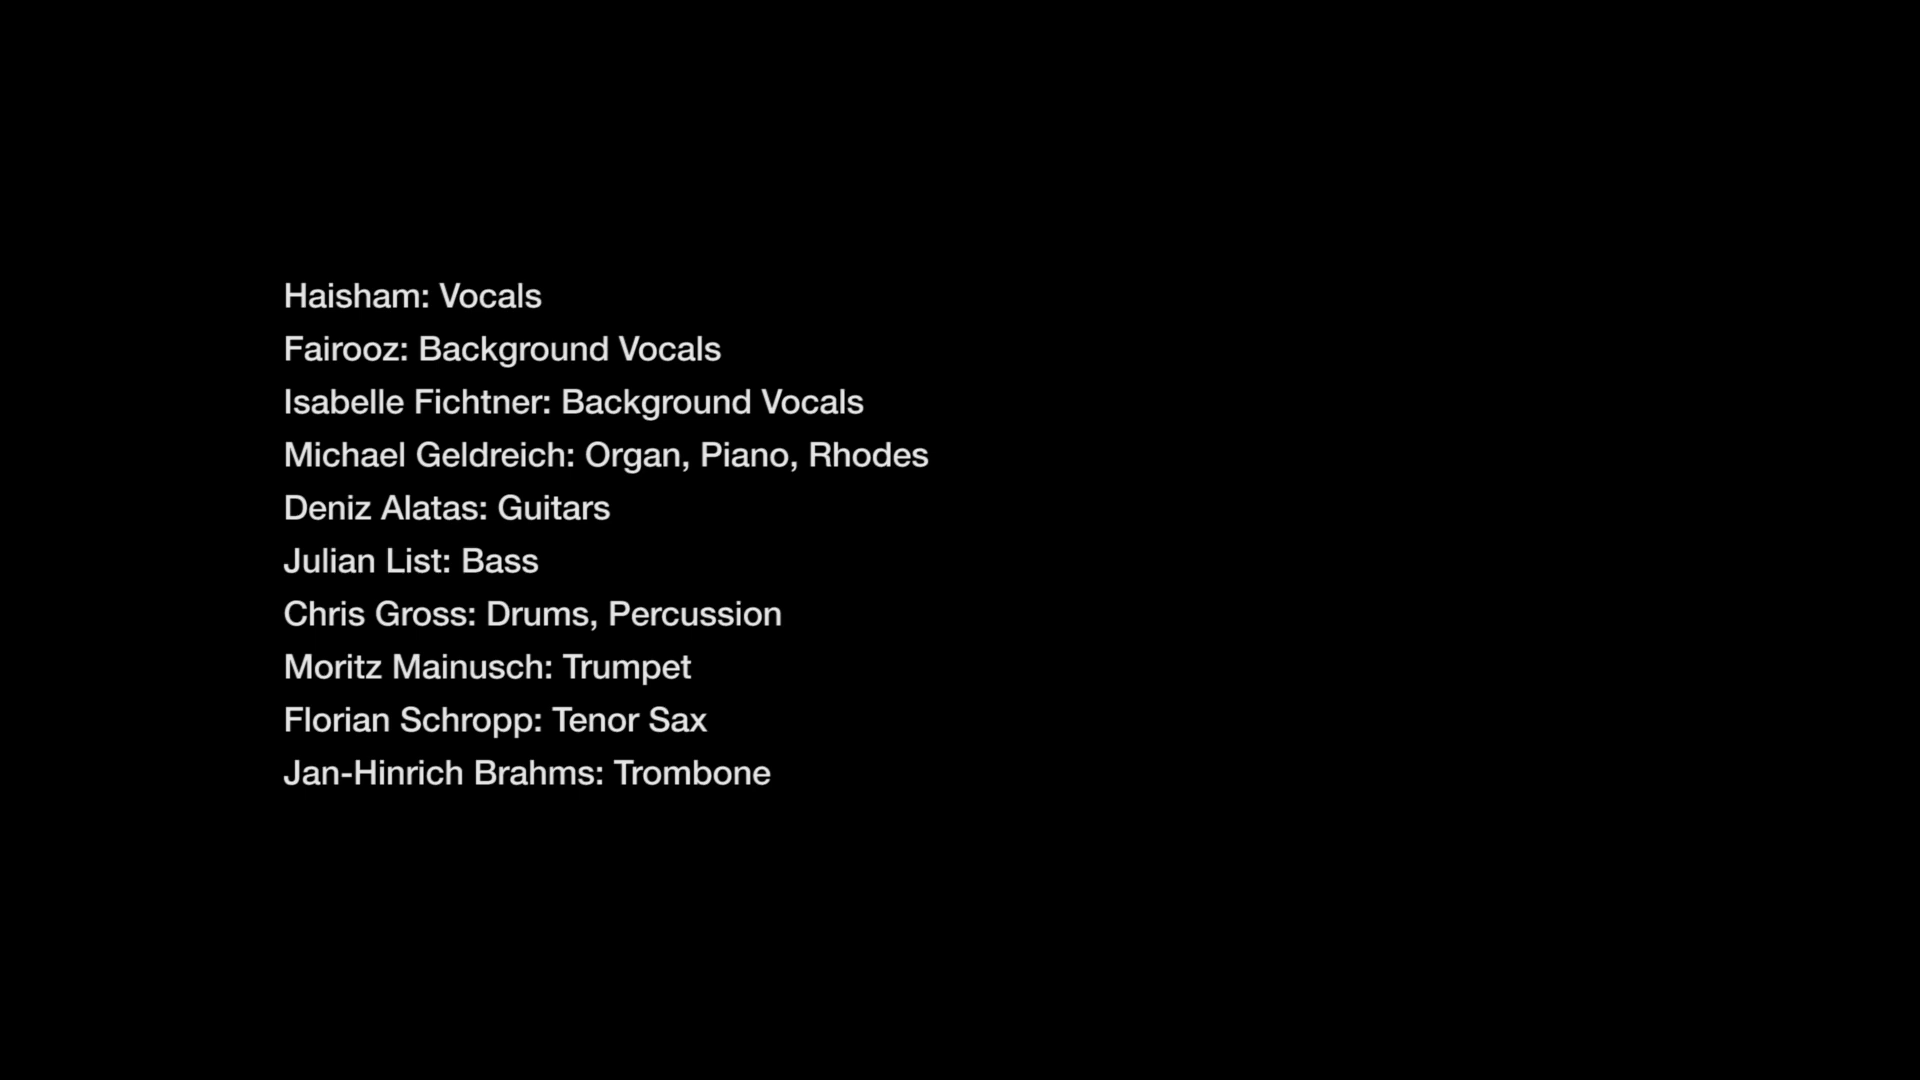 Haisham: Vocals
Fairooz: Background Vocals
Isabelle Fichtner: Background Vocals
Michael Geldreich: Organ, Piano, Rhodes
Deniz Alatas: Guitars
Julian List: Bass
Chris Gross: Drums, Percussion
Moritz Mainusch: Trumpet
Florian Schropp: Tenor Sax
Jan-Hinrich Brahms: Trombone